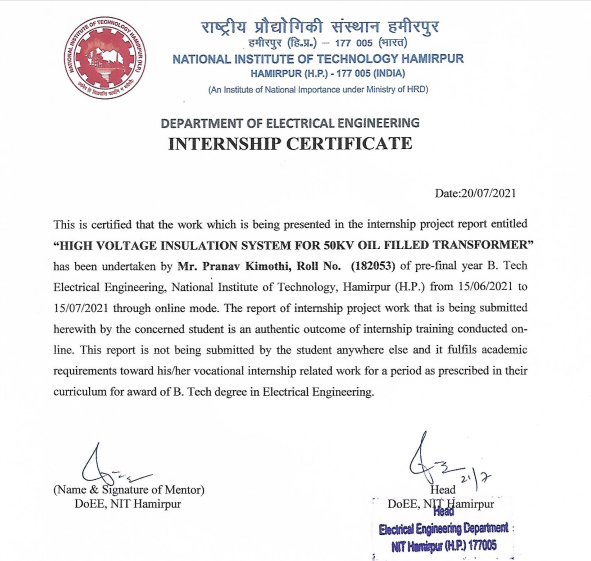 राष्ट्रीय प्रौद्योगिकी संस्थान हमीरपुर
हमीरपुर (हि.प्र.) – 177 005 (भारत)
NATIONAL INSTITUTE OF TECHNOLOGY HAMIRPUR
HAMIRPUR (H.P.) - 177 005 (INDIA)
(An Institute of National Importance under Ministry of HRD)
NATIONAL INSTITUTE OF TECHNOLOGY HAMIRPUR (H.P.)
DEPARTMENT OF ELECTRICAL ENGINEERING
INTERNSHIP CERTIFICATE
Date:20/07/2021
This is certified that the work which is being presented in the internship project report entitled
“HIGH VOLTAGE INSULATION SYSTEM FOR 50KV OIL FILLED TRANSFORMER”
has been undertaken by Mr. Pranav Kimothi, Roll No. (182053) of pre-final year B. Tech
Electrical Engineering, National Institute of Technology, Hamirpur (H.P.) from 15/06/2021 to
15/07/2021 through online mode. The report of internship project work that is being submitted
herewith by the concerned student is an authentic outcome of internship training conducted on-
line. This report is not being submitted by the student anywhere else and it fulfils academic
requirements toward his/her vocational internship related work for a period as prescribed in their
curriculum for award of B. Tech degree in Electrical Engineering.
(Name & Signature of Mentor)
DoEE, NIT Hamirpur
21/7
Head
DoEE, NIT Hamirpur
Head
Electrical Engineering Department
NIT Hamirpur (H.P.) 177005